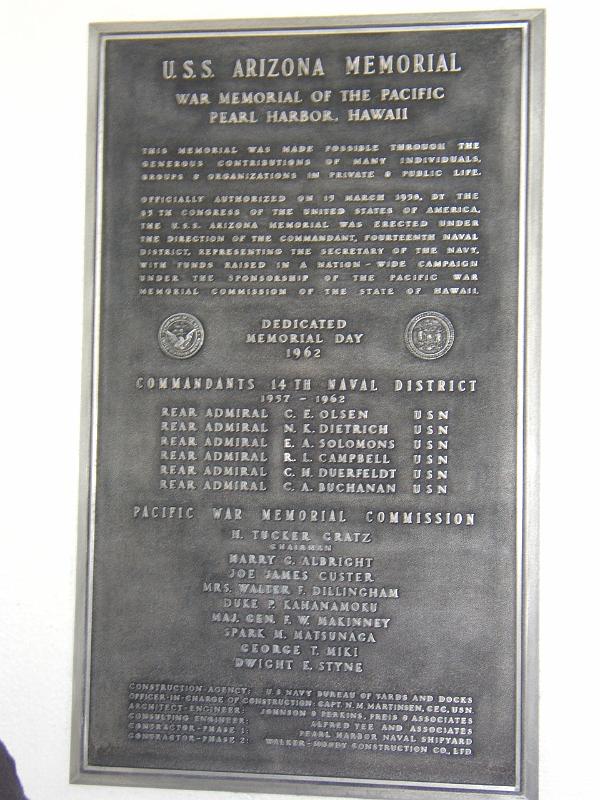 U.S.S. ARIZONA MEMORIAL
WAR MEMORIAL OF THE PACIFIC
PEARL HARBOR, HAWAII
THIS MEMORIAL WAS MADE POSSIBLE THROUGH THE
GENEROUS CONTRIBUTIONS OF MANY INDIVIDUALS,
GROUPS & ORGANIZATIONS IN PRIVATE & PUBLIC LIFE.
OFFICIALLY AUTHORIZED ON 15 MARCH 1958, BY THE
85TH CONGRESS OF THE UNITED STATES OF AMERICA,
THE U.S.S. ARIZONA MEMORIAL WAS ERECTED UNDER
THE DIRECTION OF THE COMMANDANT, FOURTEENTH NAVAL
DISTRICT, REPRESENTING THE SECRETARY OF THE NAVY,
WITH FUNDS RAISED IN A NATION-WIDE CAMPAIGN
UNDER THE SPONSORSHIP OF THE PACIFIC WAR
MEMORIAL COMMISSION OF THE STATE OF HAWAII.
DEDICATED
MEMORIAL DAY
1962
COMMANDANTS 14TH NAVAL DISTRICT
1957 - 1962
REAR ADMIRAL C. E. OLSEN USN
REAR ADMIRAL N. K. DIETRICH USN
REAR ADMIRAL E. A. SOLOMONS USN
REAR ADMIRAL R. L. CAMPBELL USN
REAR ADMIRAL C. H. DUERFELDT USN
REAR ADMIRAL C. A. BUCHANAN USN
PACIFIC WAR MEMORIAL COMMISSION
H. TUCKER GRATZ
CHAIRMAN
HARRY G. ALBRIGHT
JOE JAMES CUSTER
MRS. WALTER F. DILLINGHAM
DUKE P. KAHANAMOKU
MAJ. GEN. F. W. MAKINNEY
SPARK M. MATSUNAGA
GEORGE T. MIKI
DWIGHT E. STYNE
CONSTRUCTION-AGENCY: U.S. NAVY BUREAU OF YARDS AND DOCKS
OFFICER-IN-CHARGE OF CONSTRUCTION: CAPT. N. M. MARTINSEN, CEC, USN.
ARCHITECT-ENGINEER: JOHNSON & PERKINS, PREIS & ASSOCIATES
CONSULTING ENGINEER: ALFRED YEE AND ASSOCIATES
CONTRACTOR-PHASE 1: PEARL HARBOR NAVAL SHIPYARD
CONTRACTOR-PHASE 2: WALKER-MOODY CONSTRUCTION CO., LTD.